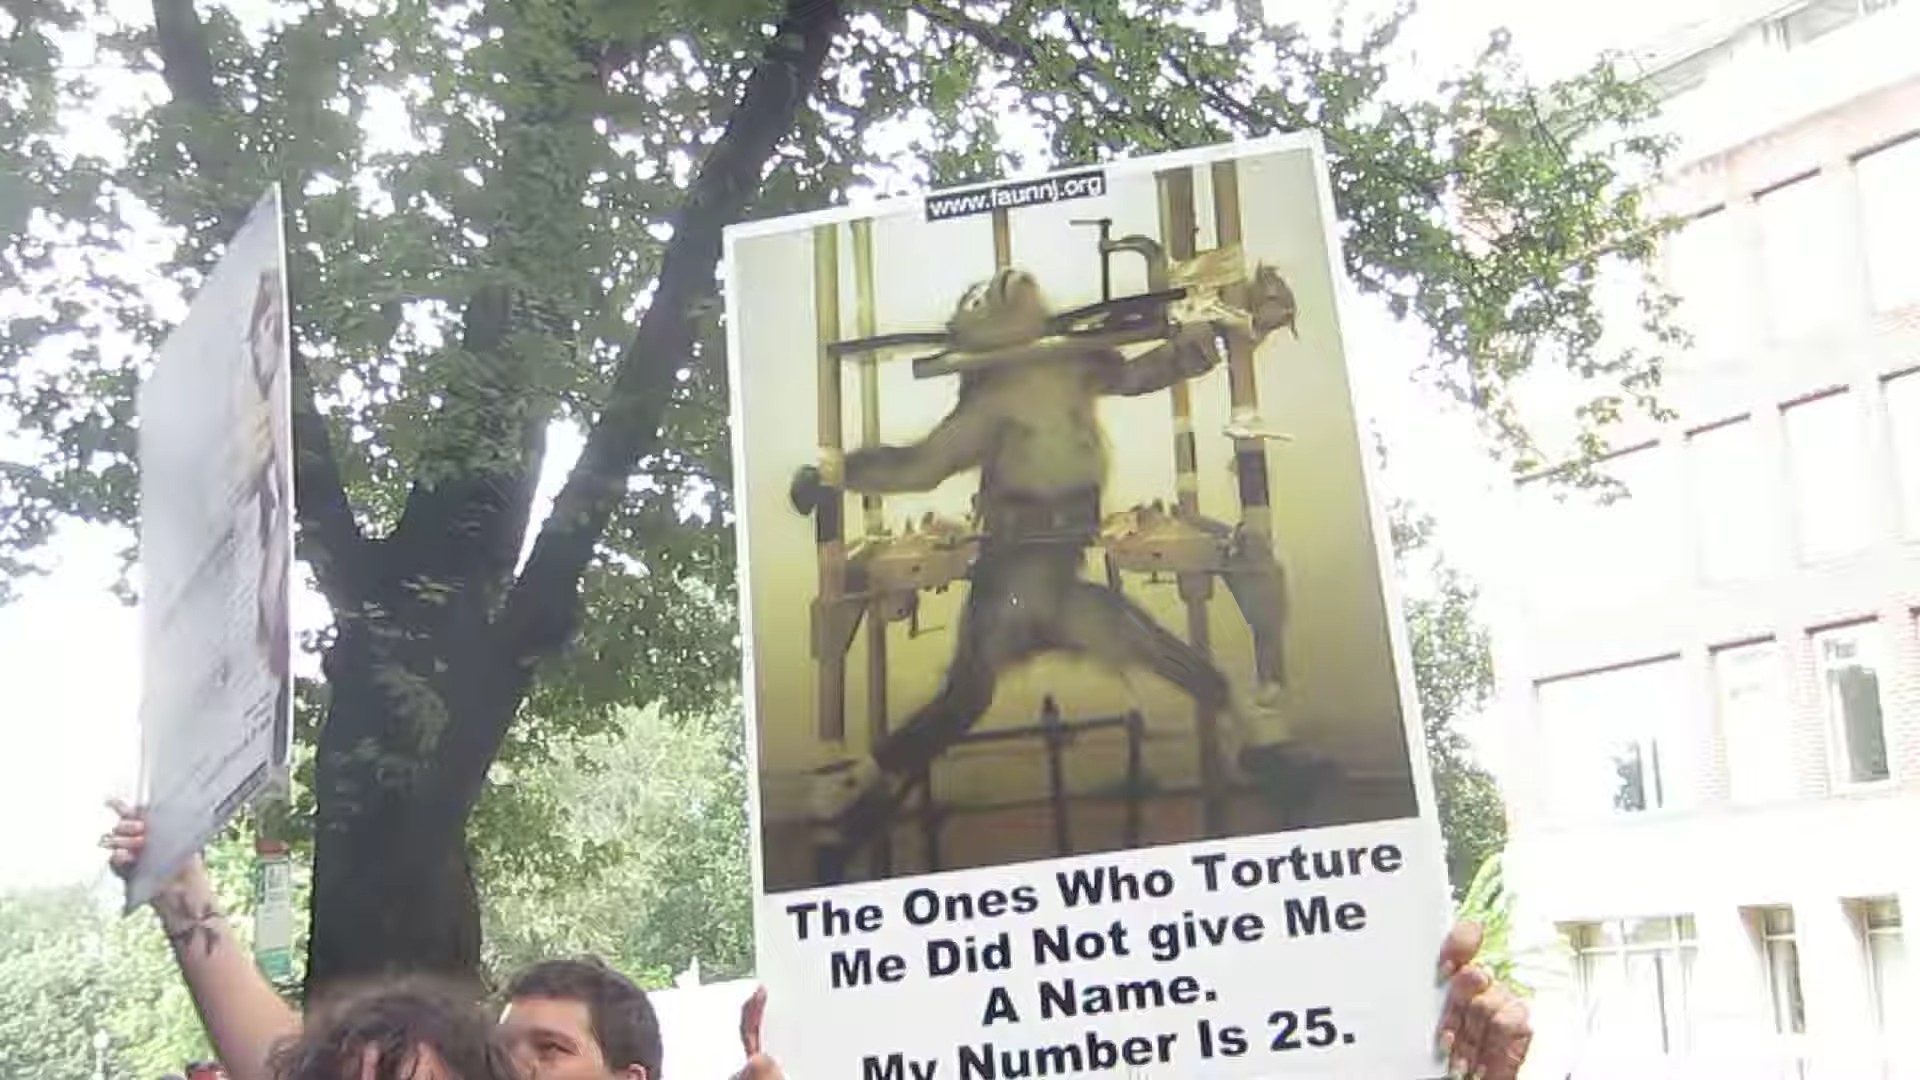 www.faunnj.org
The Ones Who Torture
Me Did Not give Me
A Name.
My Number Is 25.